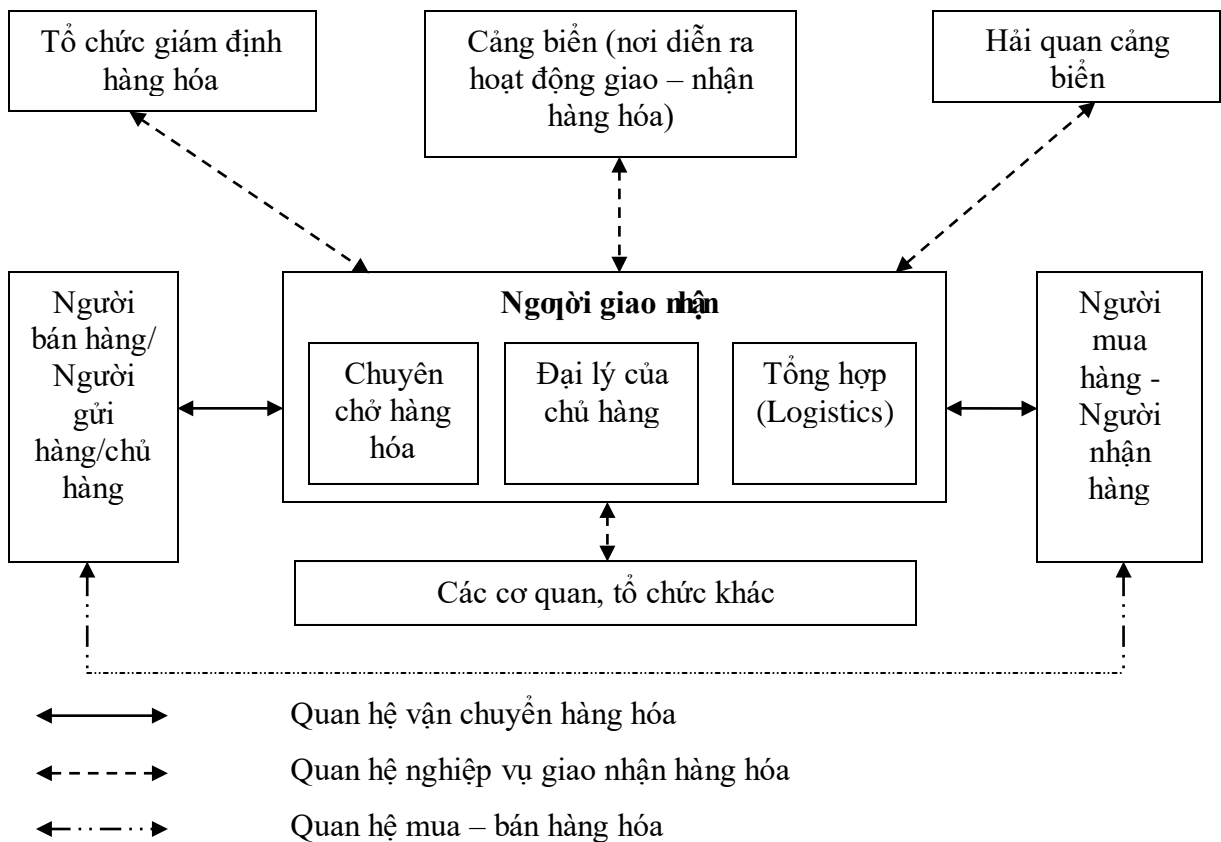 Tổ chức giám định
hàng hóa
Cảng biển (nơi diễn ra
hoạt động giao – nhận
hàng hóa)
Hải quan cảng
biển
Người
bán hàng/
Người
gửi
hàng/chủ
hàng
Người giao nhận
Chuyên
chở hàng
hóa
Đại lý của
chủ hàng
Tổng hợp
(Logistics)
Người
mua
hàng -
Người
nhận
hàng
Các cơ quan, tổ chức khác
Quan hệ vận chuyển hàng hóa
Quan hệ nghiệp vụ giao nhận hàng hóa
Quan hệ mua – bán hàng hóa